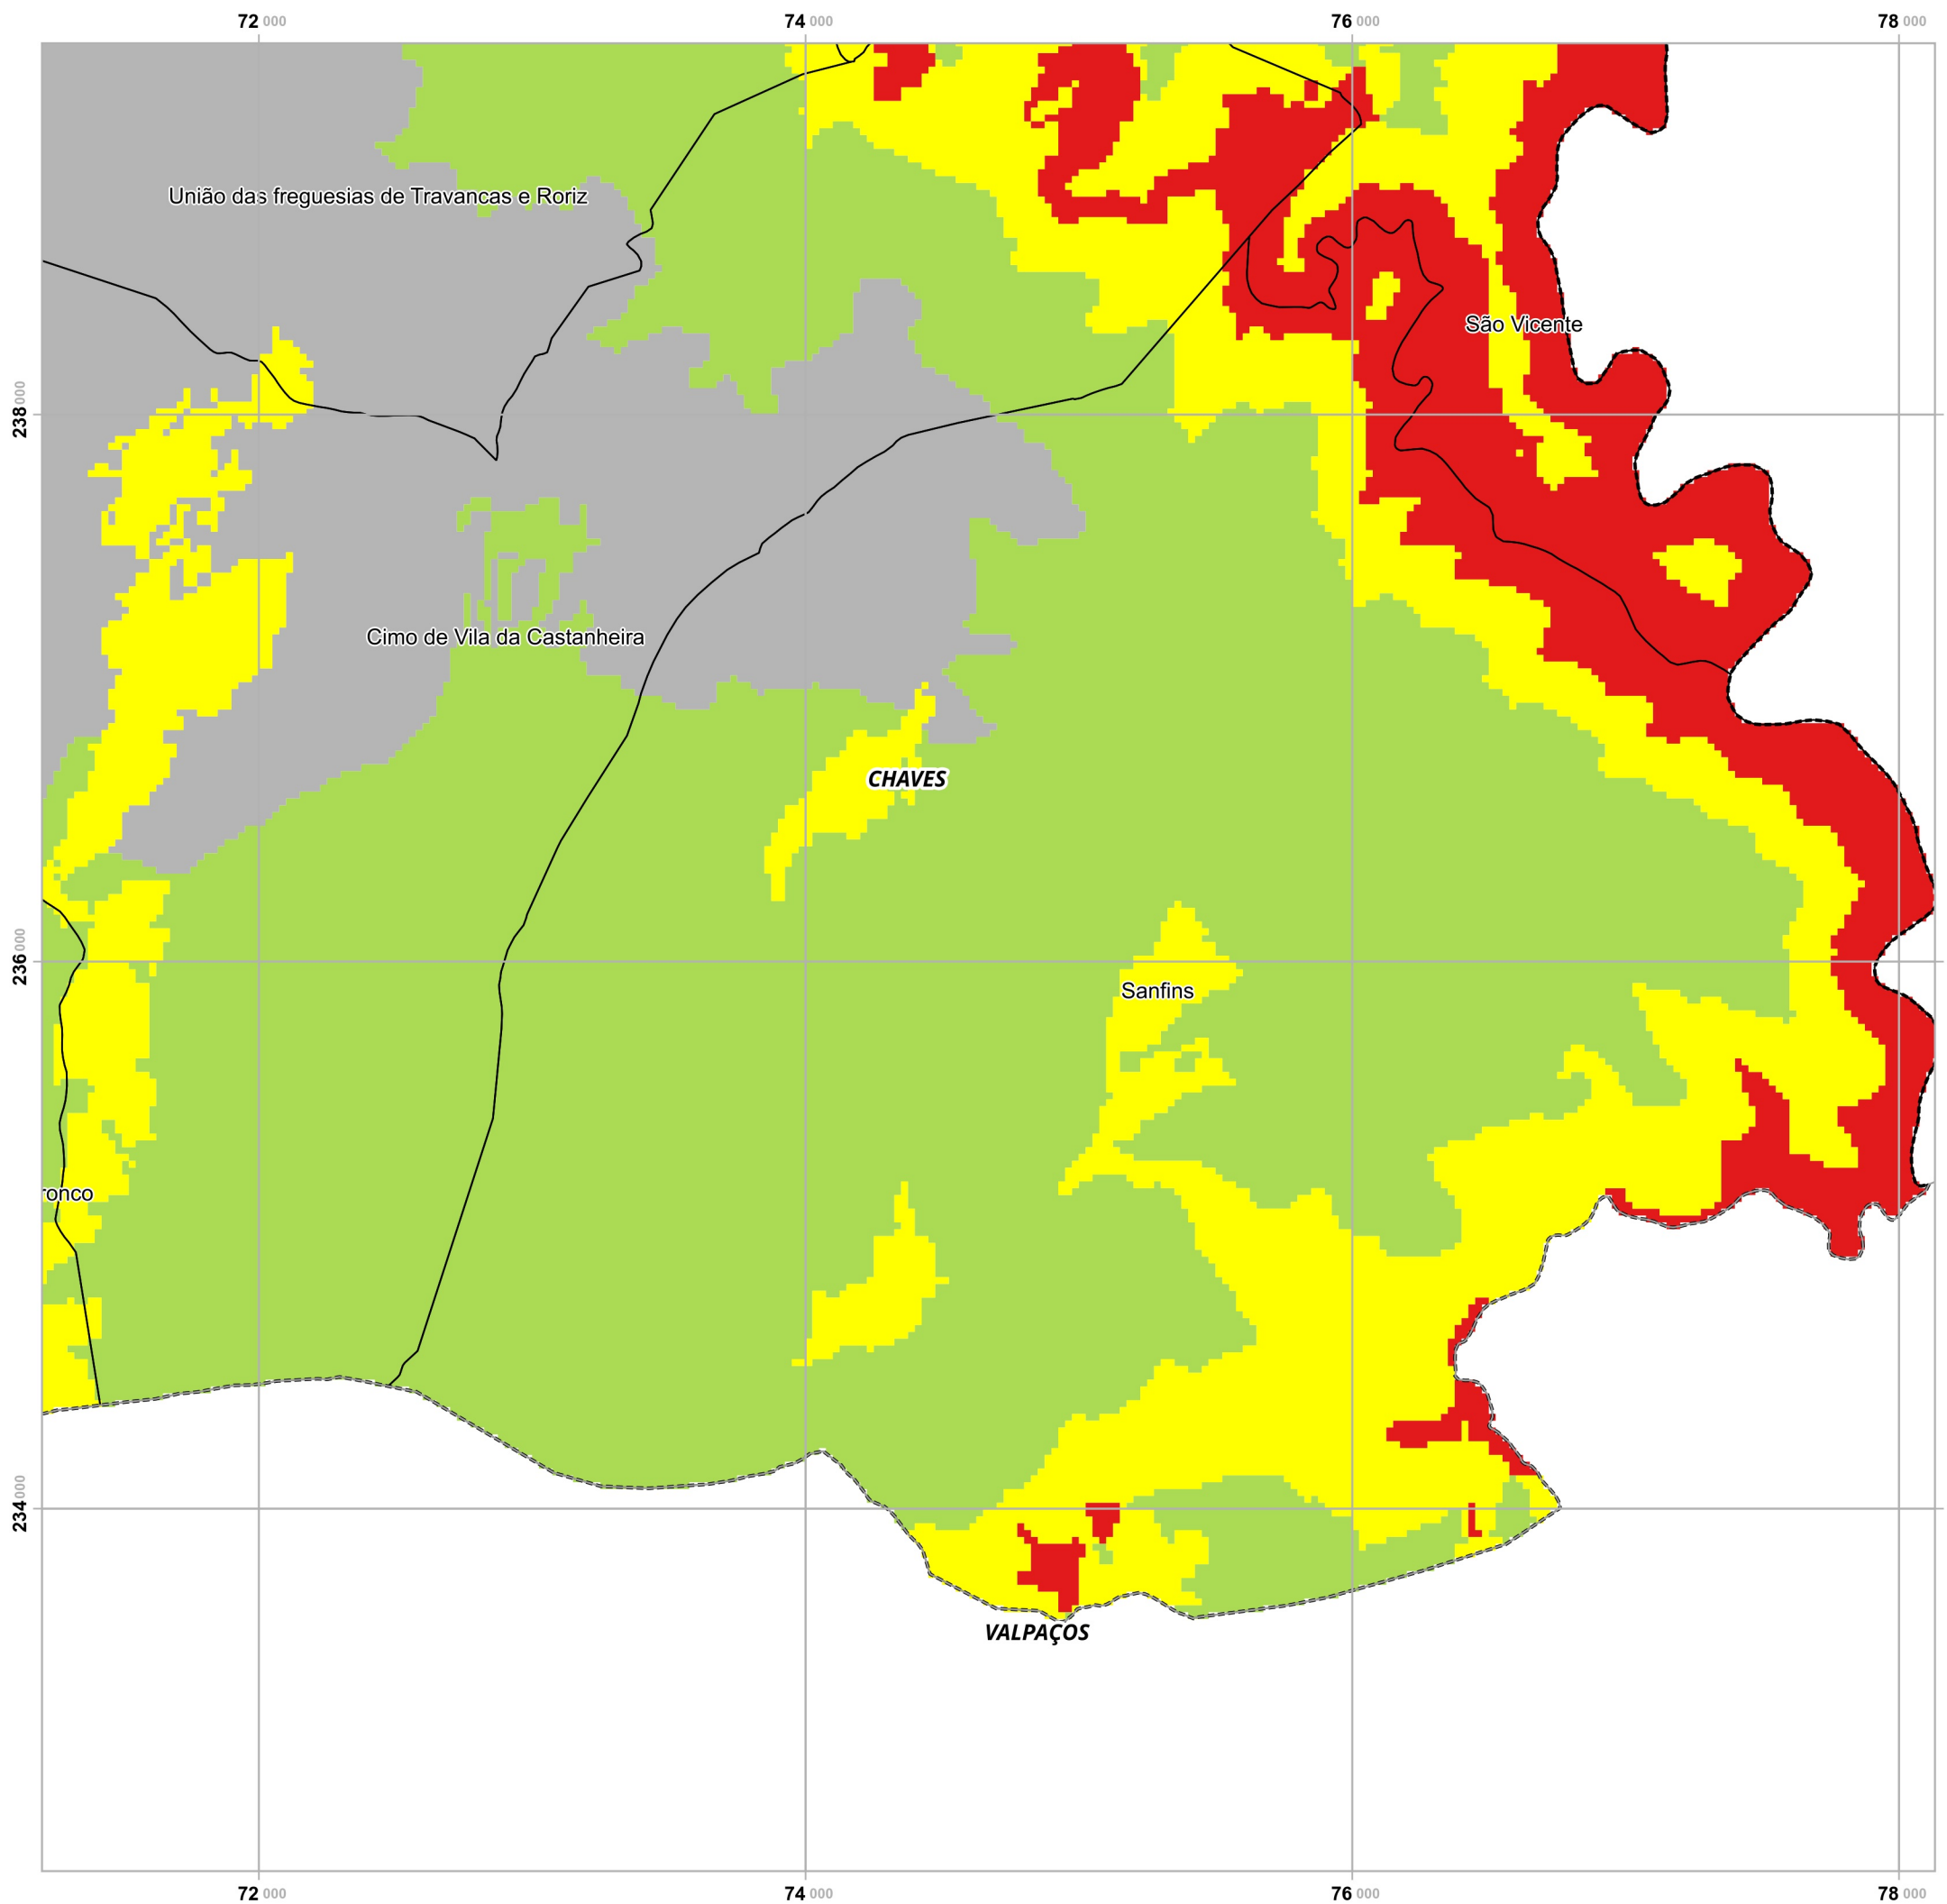 72 000 74 000 76 000 78 000
União das freguesias de Travancas e Roriz
São Vicente
238 000
Cimo de Vila da Castanheira
CHAVES
236 000
Sanfins
ronco
234 000
VALPAÇOS
72 000 74 000 76 000 78 000